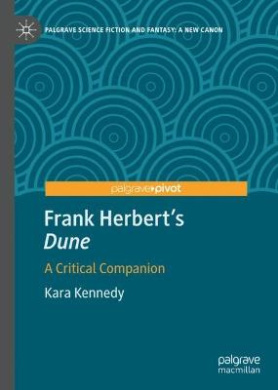 PALGRAVE SCIENCE FICTION AND FANTASY: A NEW CANON
palgrave pivot
Frank Herbert's
Dune
A Critical Companion
Kara Kennedy
palgrave
macmillan